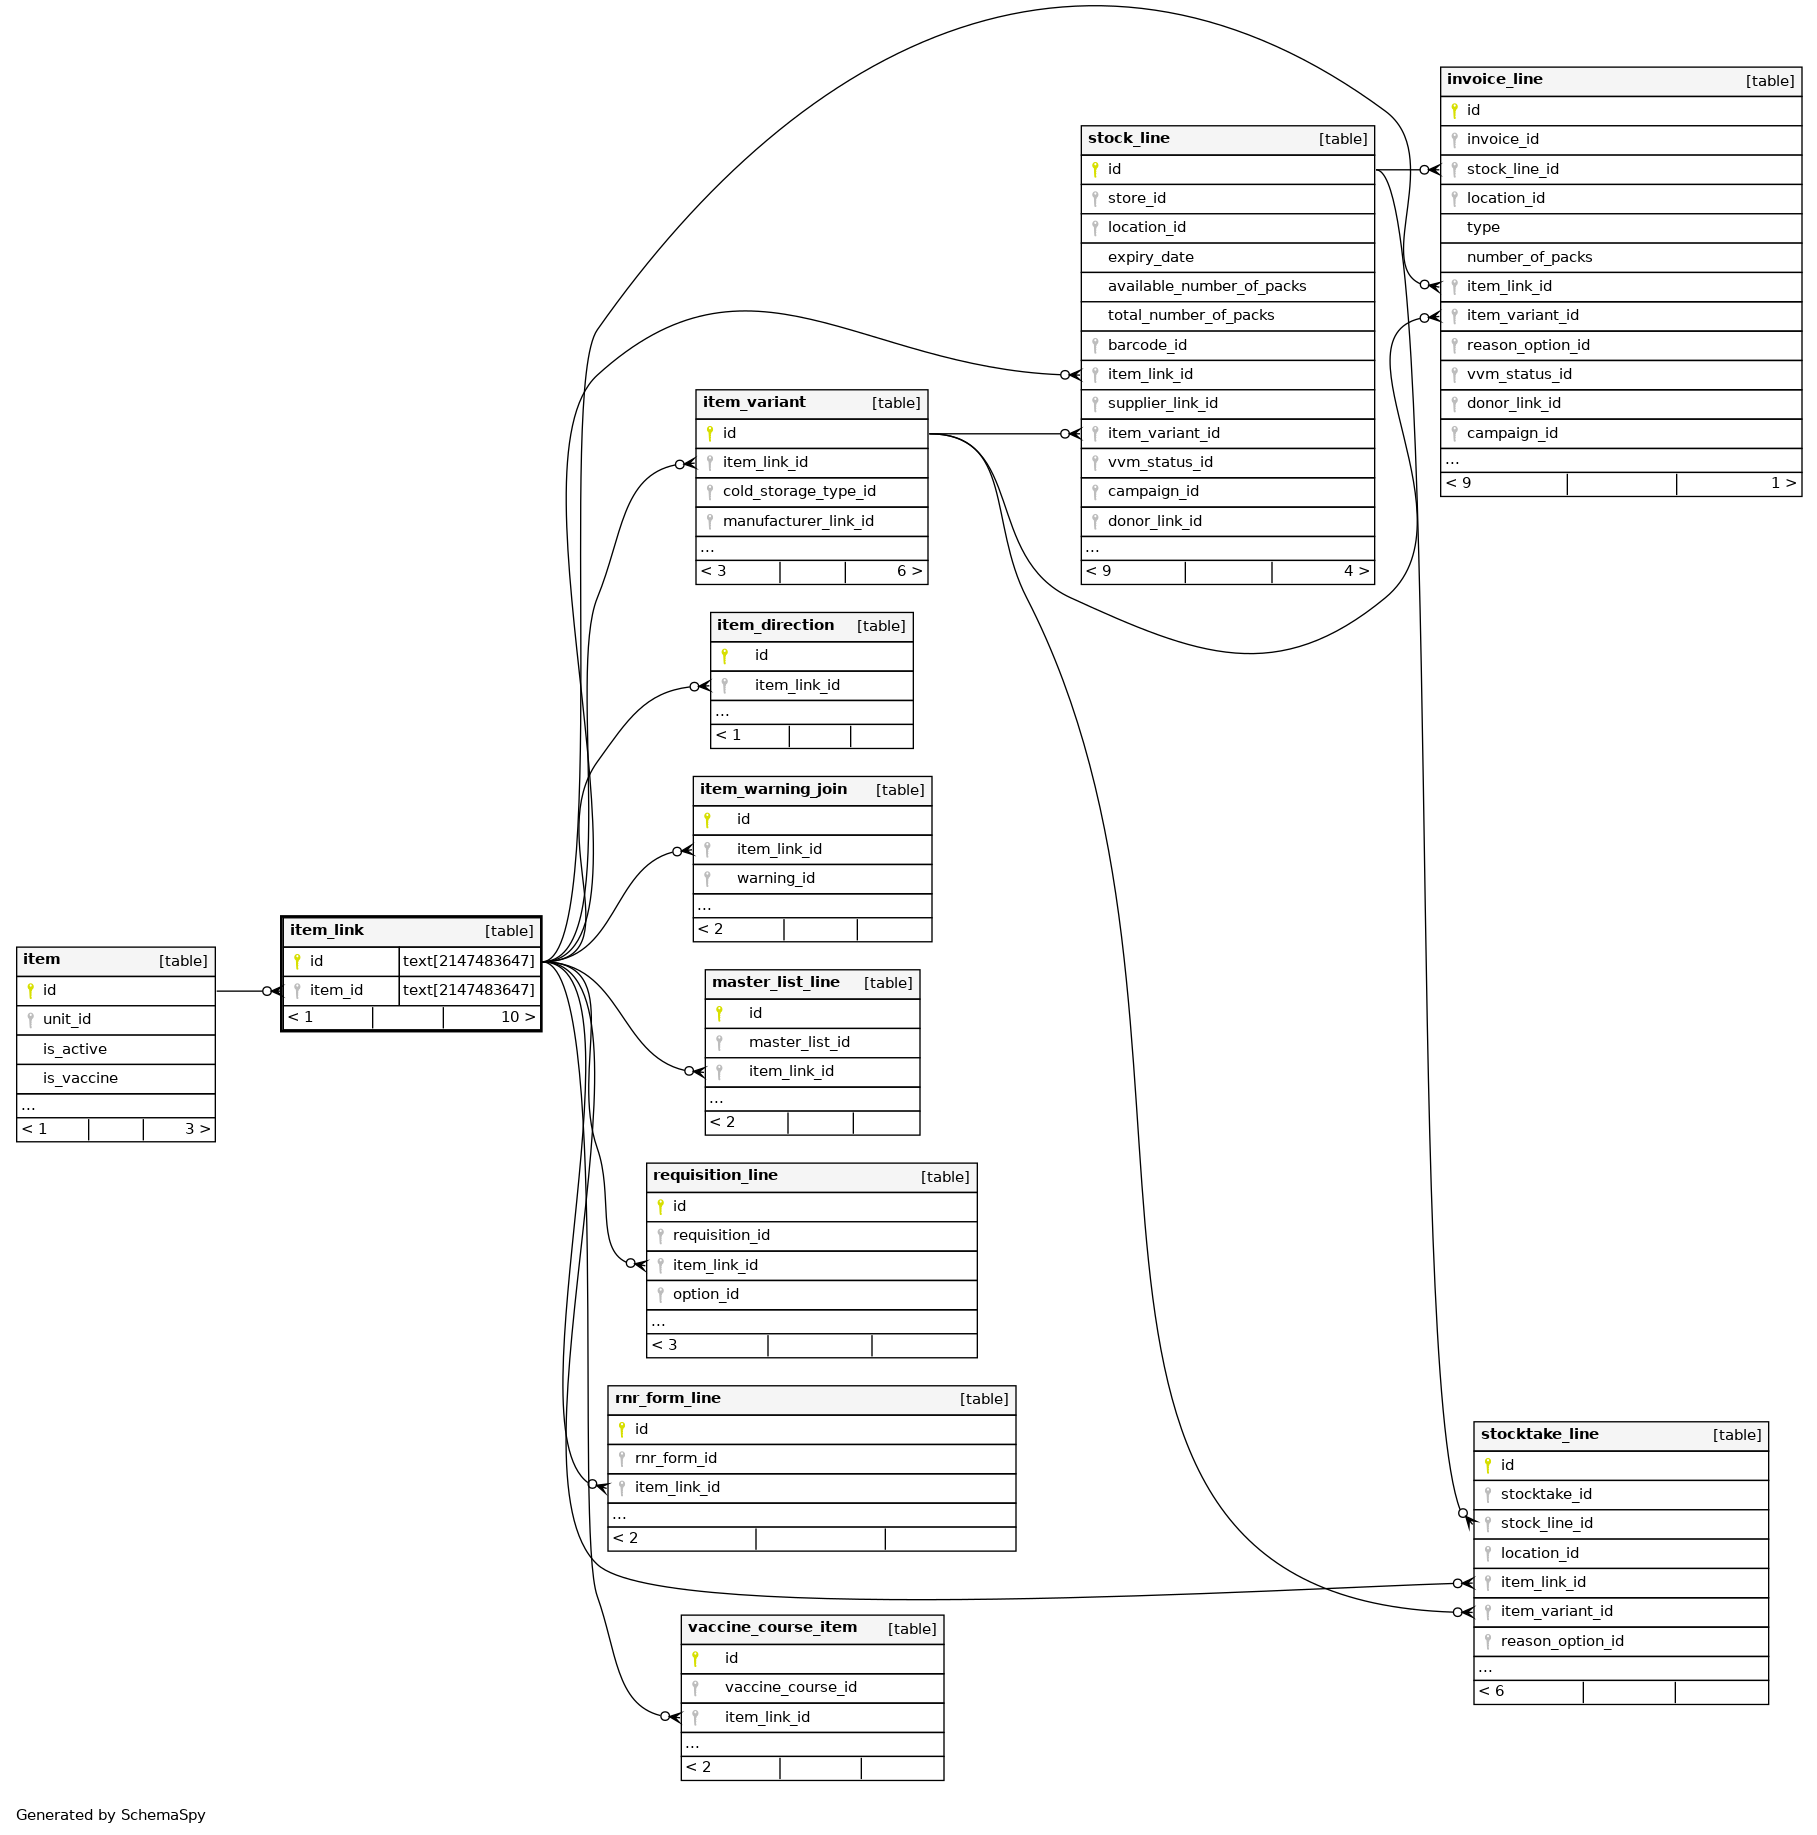 invoice_line [table]
id
invoice_id
stock_line_id
location_id
type
number_of_packs
item_link_id
item_variant_id
reason_option_id
vvm_status_id
donor_link_id
campaign_id
...
< 9 1 >
stock_line [table]
id
store_id
location_id
expiry_date
available_number_of_packs
total_number_of_packs
barcode_id
item_link_id
supplier_link_id
item_variant_id
vvm_status_id
campaign_id
donor_link_id
...
< 9 4 >
item_variant [table]
id
item_link_id
cold_storage_type_id
manufacturer_link_id
...
< 3 6 >
item_direction [table]
id
item_link_id
...
< 1
item_warning_join [table]
id
item_link_id
warning_id
...
< 2
item_link [table]
id text[2147483647]
item_id text[2147483647]
< 1 10 >
item [table]
id
unit_id
is_active
is_vaccine
...
< 1 3 >
master_list_line [table]
id
master_list_id
item_link_id
...
< 2
requisition_line [table]
id
requisition_id
item_link_id
option_id
...
< 3
rnr_form_line [table]
id
rnr_form_id
item_link_id
...
< 2
stocktake_line [table]
id
stocktake_id
stock_line_id
location_id
item_link_id
item_variant_id
reason_option_id
...
< 6
vaccine_course_item [table]
id
vaccine_course_id
item_link_id
...
< 2
Generated by SchemaSpy